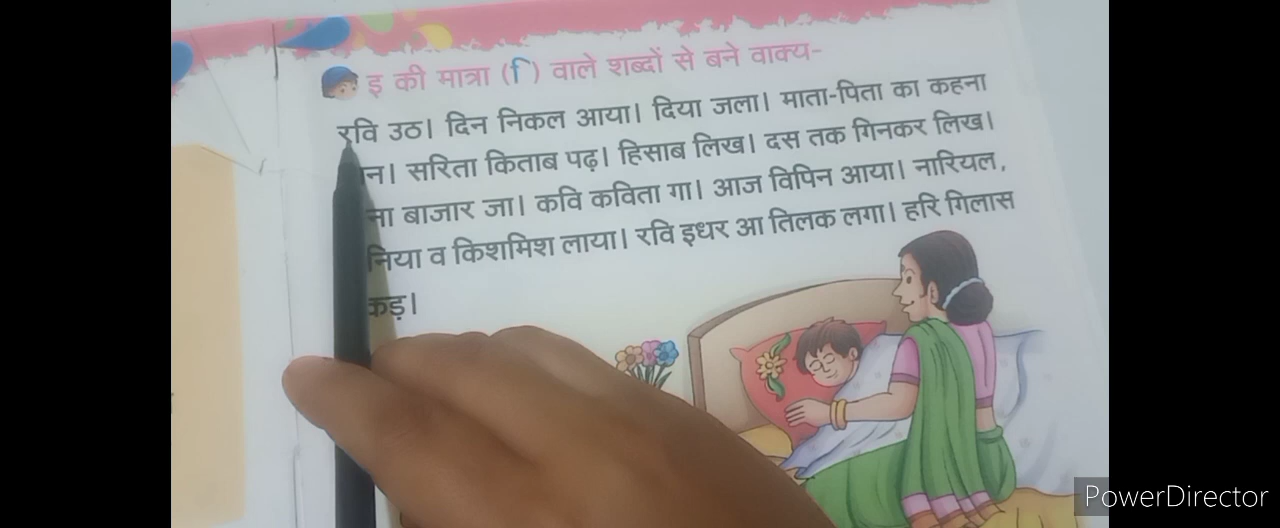 इ की मात्रा (ि) वाले शब्दों से बने वाक्य-
रवि उठ। दिन निकल आया। दिया जला। माता-पिता का कहना
न। सरिता किताब पढ़। हिसाब लिख। दस तक गिनकर लिख।
ना बाजार जा। कवि कविता गा। आज विपिन आया। नारियल,
निया व किशमिश लाया। रवि इधर आ तिलक लगा। हरि गिलास
कड़।
PowerDirector